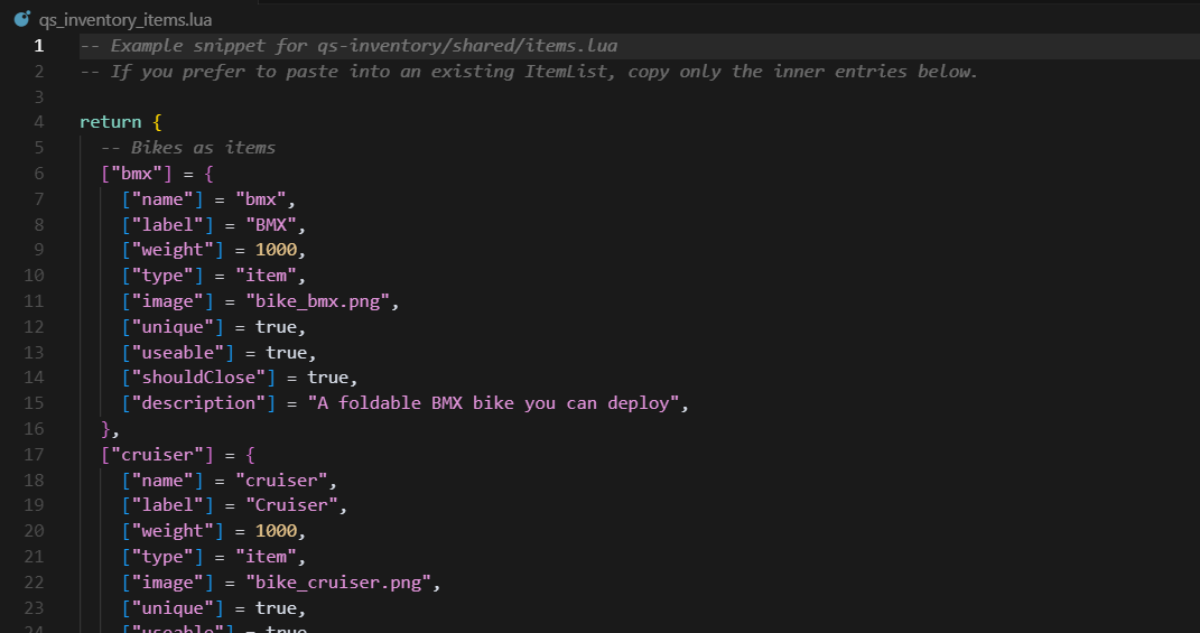 qs_inventory_items.lua
1 -- Example snippet for qs-inventory/shared/items.lua
2 -- If you prefer to paste into an existing ItemList, copy only the inner entries below.
3
4 return {
5 -- Bikes as items
6 ["bmx"] = {
7 ["name"] = "bmx",
8 ["label"] = "BMX",
9 ["weight"] = 1000,
10 ["type"] = "item",
11 ["image"] = "bike_bmx.png",
12 ["unique"] = true,
13 ["useable"] = true,
14 ["shouldClose"] = true,
15 ["description"] = "A foldable BMX bike you can deploy",
16 },
17 ["cruiser"] = {
18 ["name"] = "cruiser",
19 ["label"] = "Cruiser",
20 ["weight"] = 1000,
21 ["type"] = "item",
22 ["image"] = "bike_cruiser.png",
23 ["unique"] = true,
24 ["useable"] = true